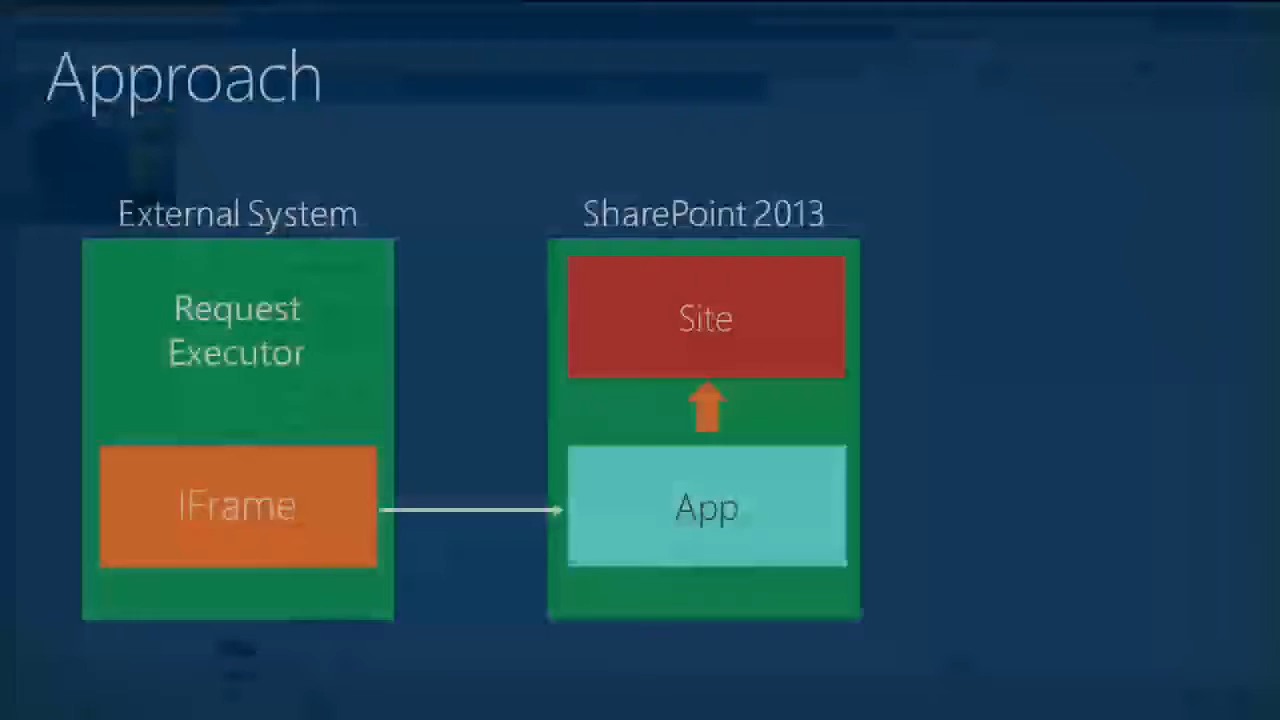 Approach
External System
SharePoint 2013
Request
Executor
Site
IFrame
App